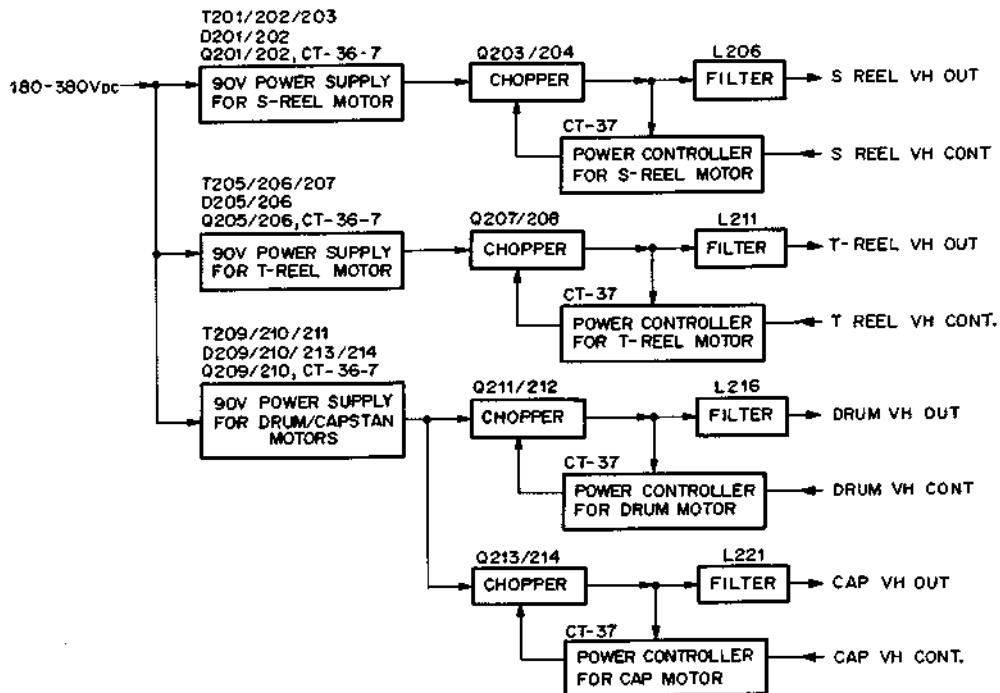 T201/202/203
D201/202
Q201/202, CT-36-7
180-380VDC
90V POWER SUPPLY
FOR S-REEL MOTOR
Q203/204
CHOPPER
L206
FILTER
S REEL VH OUT
CT-37
POWER CONTROLLER
FOR S-REEL MOTOR
S REEL VH CONT
T205/206/207
D205/206
Q205/206, CT-36-7
90V POWER SUPPLY
FOR T-REEL MOTOR
Q207/208
CHOPPER
L211
FILTER
T-REEL VH OUT
CT-37
POWER CONTROLLER
FOR T-REEL MOTOR
T REEL VH CONT.
T209/210/211
D209/210/213/214
Q209/210, CT-36-7
90V POWER SUPPLY
FOR DRUM/CAPSTAN
MOTORS
Q211/212
CHOPPER
L216
FILTER
DRUM VH OUT
CT-37
POWER CONTROLLER
FOR DRUM MOTOR
DRUM VH CONT
Q213/214
CHOPPER
L221
FILTER
CAP VH OUT
CT-37
POWER CONTROLLER
FOR CAP MOTOR
CAP VH CONT.